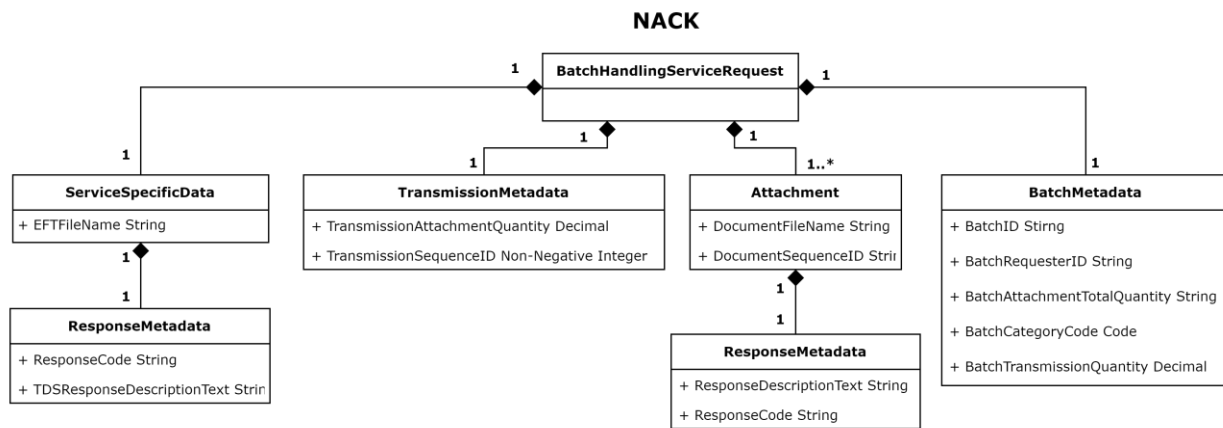 NACK
BatchHandlingServiceRequest
1
1
1
1
1
1
1..*
1
ServiceSpecificData
+ EFTFileName String
1
1
ResponseMetadata
+ ResponseCode String
+ TDSResponseDescriptionText Strin
TransmissionMetadata
+ TransmissionAttachmentQuantity Decimal
+ TransmissionSequenceID Non-Negative Integer
Attachment
+ DocumentFileName String
+ DocumentSequenceID Strin
1
1
ResponseMetadata
+ ResponseDescriptionText String
+ ResponseCode String
BatchMetadata
+ BatchID Stirng
+ BatchRequesterID String
+ BatchAttachmentTotalQuantity String
+ BatchCategoryCode Code
+ BatchTransmissionQuantity Decimal